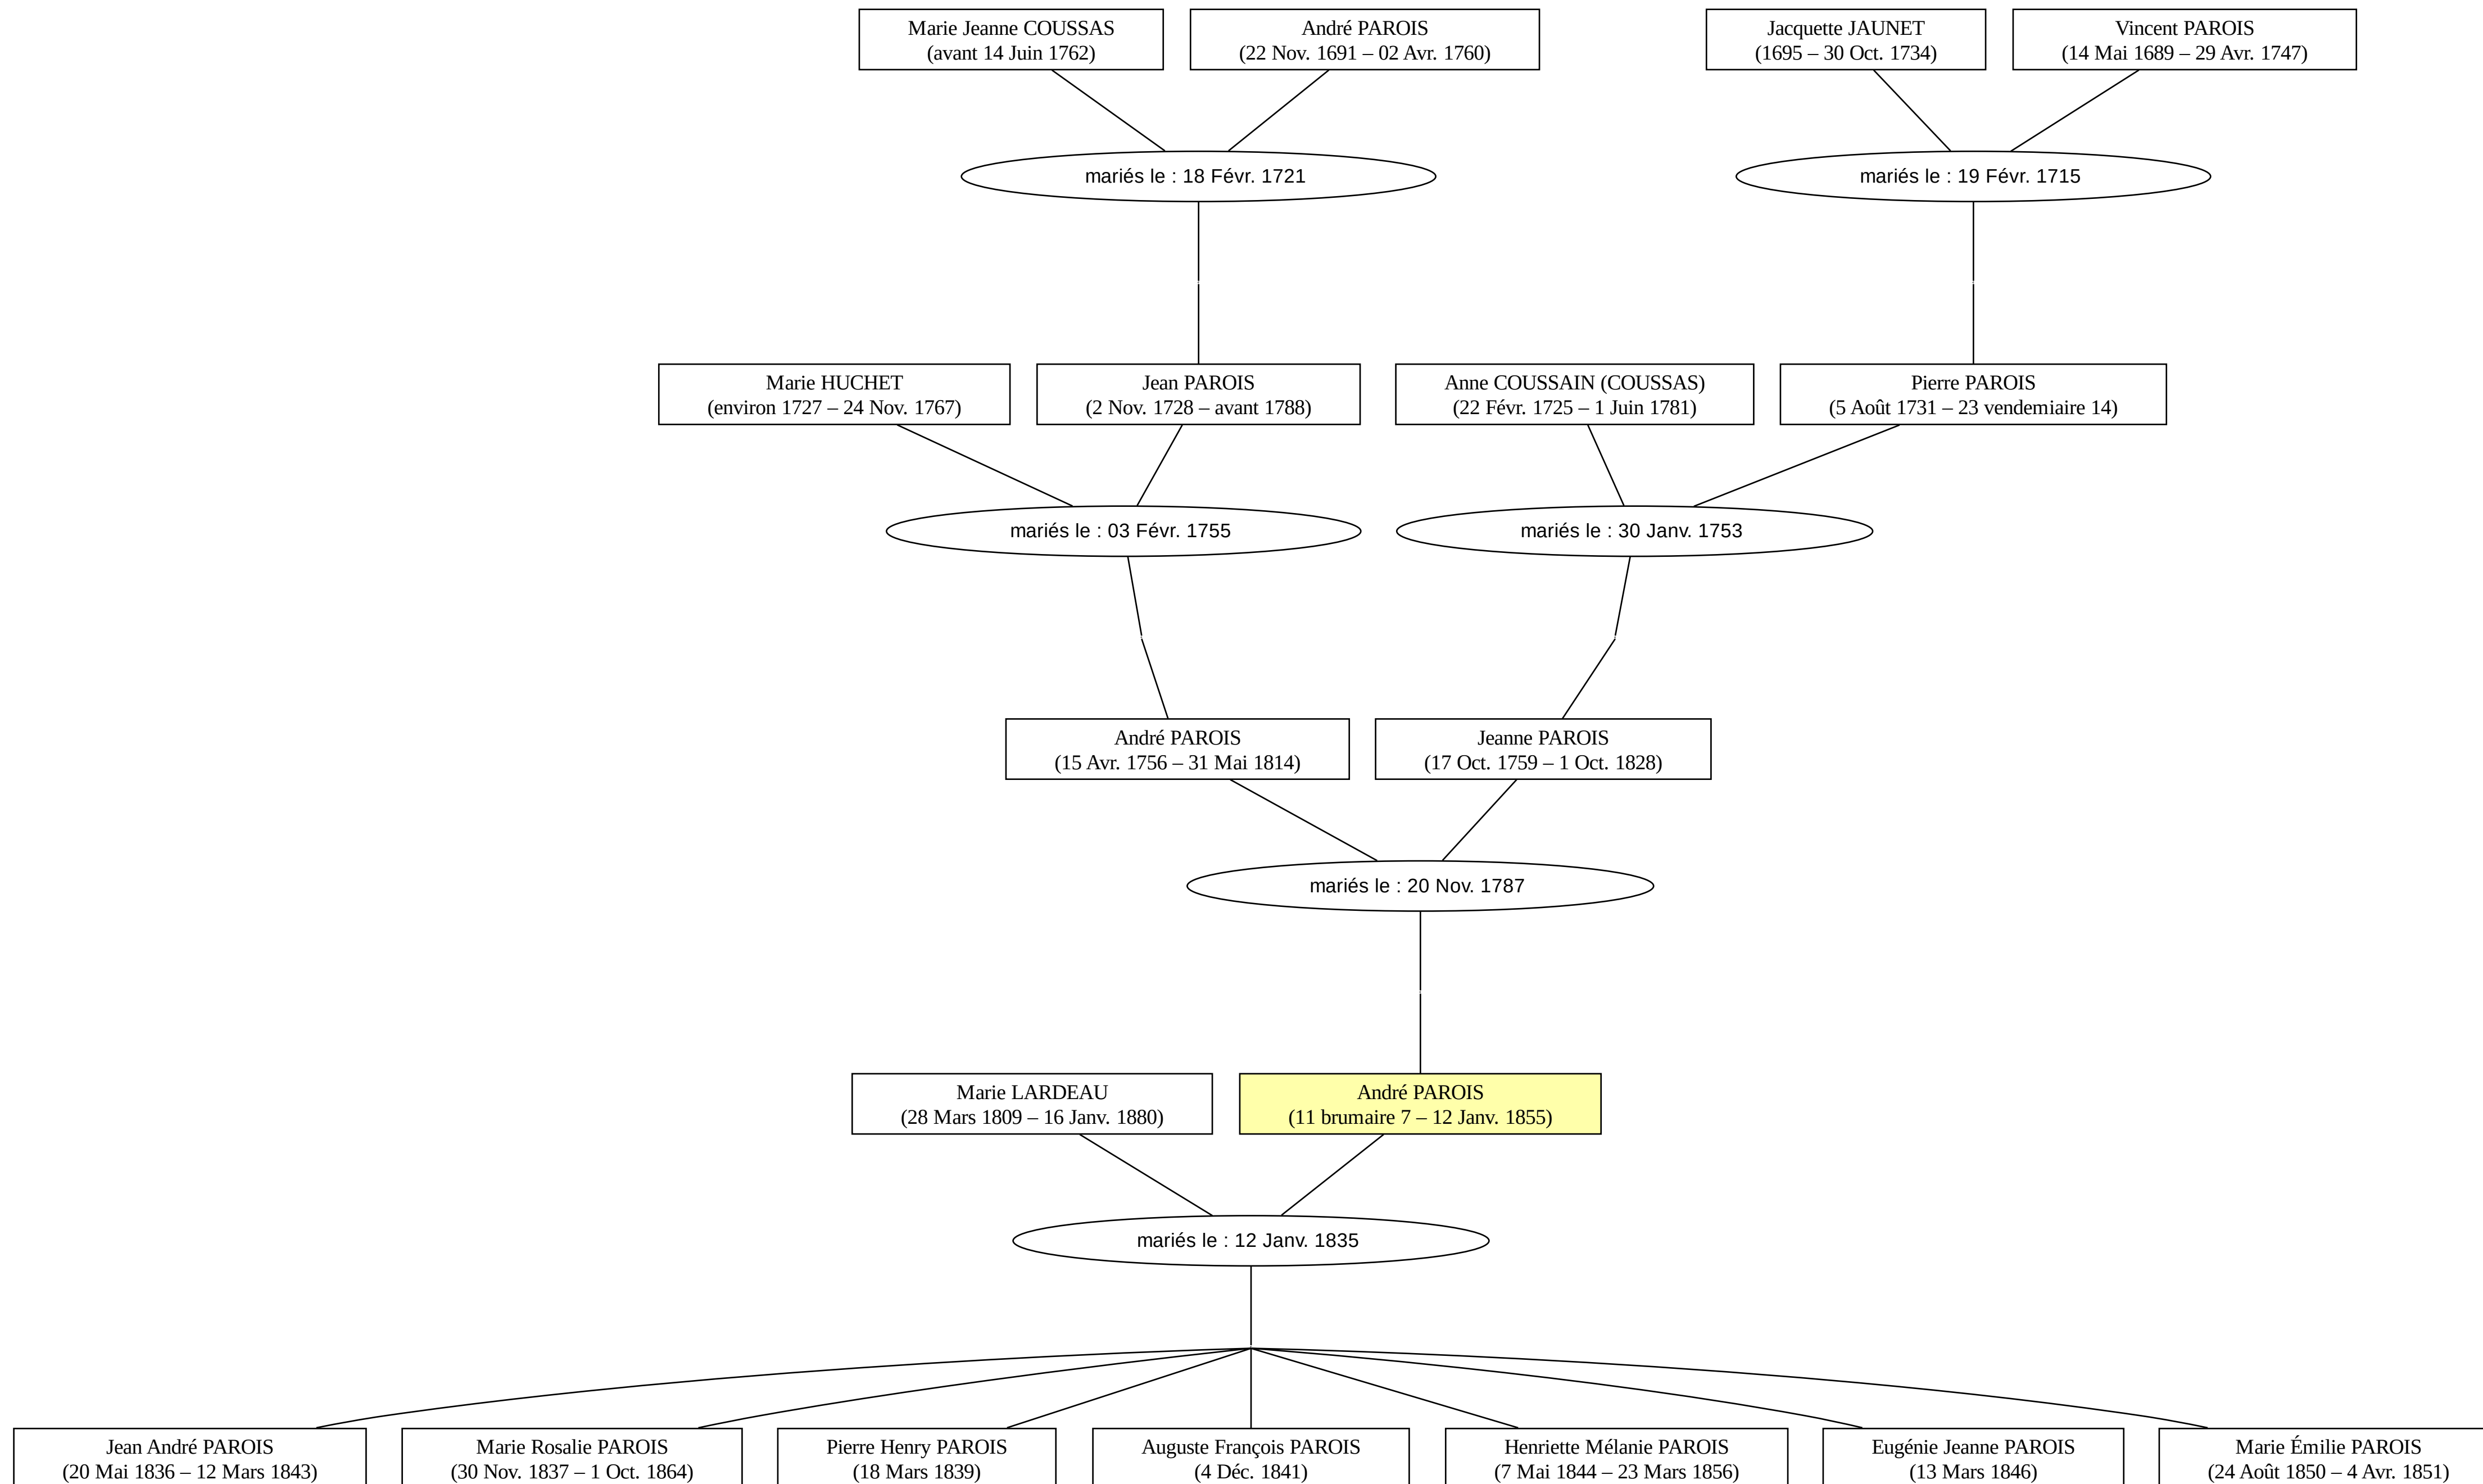 Marie Jeanne COUSSAS
(avant 14 Juin 1762)
André PAROIS
(22 Nov. 1691 – 02 Avr. 1760)
Jacquette JAUNET
(1695 – 30 Oct. 1734)
Vincent PAROIS
(14 Mai 1689 – 29 Avr. 1747)
mariés le : 18 Févr. 1721
mariés le : 19 Févr. 1715
Marie HUCHET
(environ 1727 – 24 Nov. 1767)
Jean PAROIS
(2 Nov. 1728 – avant 1788)
Anne COUSSAIN (COUSSAS)
(22 Févr. 1725 – 1 Juin 1781)
Pierre PAROIS
(5 Août 1731 – 23 vendemiaire 14)
mariés le : 03 Févr. 1755
mariés le : 30 Janv. 1753
André PAROIS
(15 Avr. 1756 – 31 Mai 1814)
Jeanne PAROIS
(17 Oct. 1759 – 1 Oct. 1828)
mariés le : 20 Nov. 1787
Marie LARDEAU
(28 Mars 1809 – 16 Janv. 1880)
André PAROIS
(11 brumaire 7 – 12 Janv. 1855)
mariés le : 12 Janv. 1835
Jean André PAROIS
(20 Mai 1836 – 12 Mars 1843)
Marie Rosalie PAROIS
(30 Nov. 1837 – 1 Oct. 1864)
Pierre Henry PAROIS
(18 Mars 1839)
Auguste François PAROIS
(4 Déc. 1841)
Henriette Mélanie PAROIS
(7 Mai 1844 – 23 Mars 1856)
Eugénie Jeanne PAROIS
(13 Mars 1846)
Marie Émilie PAROIS
(24 Août 1850 – 4 Avr. 1851)